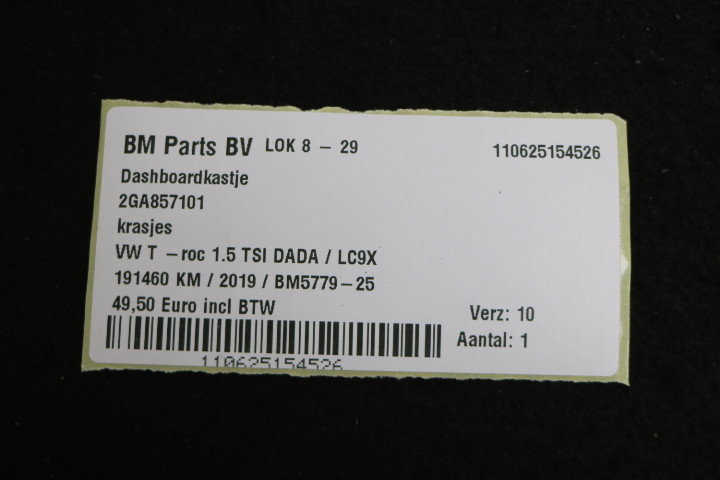 BM Parts BV LOK 8 – 29
110625154526
Dashboardkastje
2GA857101
krasjes
VW T –roc 1.5 TSI DADA / LC9X
191460 KM / 2019 / BM5779–25
49,50 Euro incl BTW
Verz: 10
Aantal: 1
110625154526